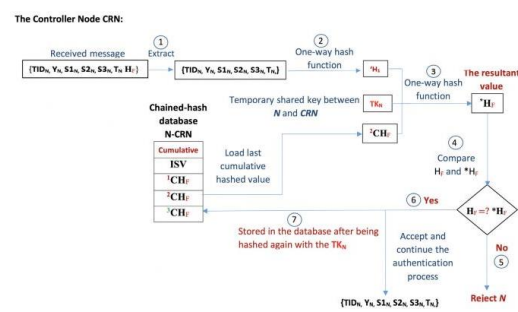 The Controller Node CRN:
Received message
{TIDN, YN, S1N, S2N, S3N, TN HF}
1
Extract
{TIDN, YN, S1N, S2N, S3N, TN,}
2
One-way hash
function
3
One-way hash
function
The resultant
value
*HF
Temporary shared key between
N and CRN
TKN
²CHF
Chained-hash
database
N-CRN
Cumulative
ISV
¹CHF
²CHF
³CHF
Load last
cumulative
hashed value
4
Compare
HF and *HF
HF =? *HF
6 Yes
7
Stored in the database after being
hashed again with the TKN
Accept and
continue the
authentication
process
No
5
{TIDN, YN, S1N, S2N, S3N, TN,}
Reject N